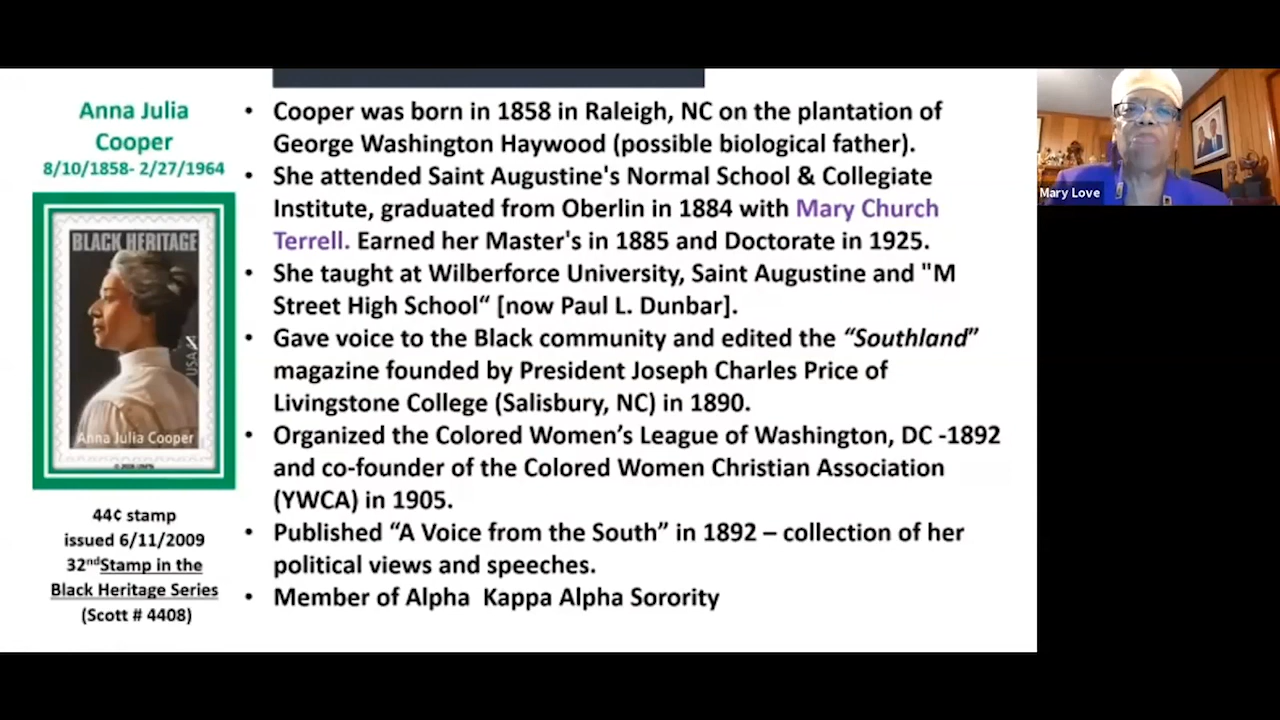 Anna Julia
Cooper
8/10/1858- 2/27/1964
BLACK HERITAGE
USA
Anna Julia Cooper
44¢ stamp
issued 6/11/2009
32nd Stamp in the
Black Heritage Series
(Scott # 4408)
• Cooper was born in 1858 in Raleigh, NC on the plantation of
George Washington Haywood (possible biological father).
• She attended Saint Augustine's Normal School & Collegiate
Institute, graduated from Oberlin in 1884 with Mary Church
Terrell. Earned her Master's in 1885 and Doctorate in 1925.
• She taught at Wilberforce University, Saint Augustine and "M
Street High School“ [now Paul L. Dunbar].
• Gave voice to the Black community and edited the “Southland”
magazine founded by President Joseph Charles Price of
Livingstone College (Salisbury, NC) in 1890.
• Organized the Colored Women’s League of Washington, DC -1892
and co-founder of the Colored Women Christian Association
(YWCA) in 1905.
• Published “A Voice from the South” in 1892 – collection of her
political views and speeches.
• Member of Alpha  Kappa Alpha Sorority
Mary Love